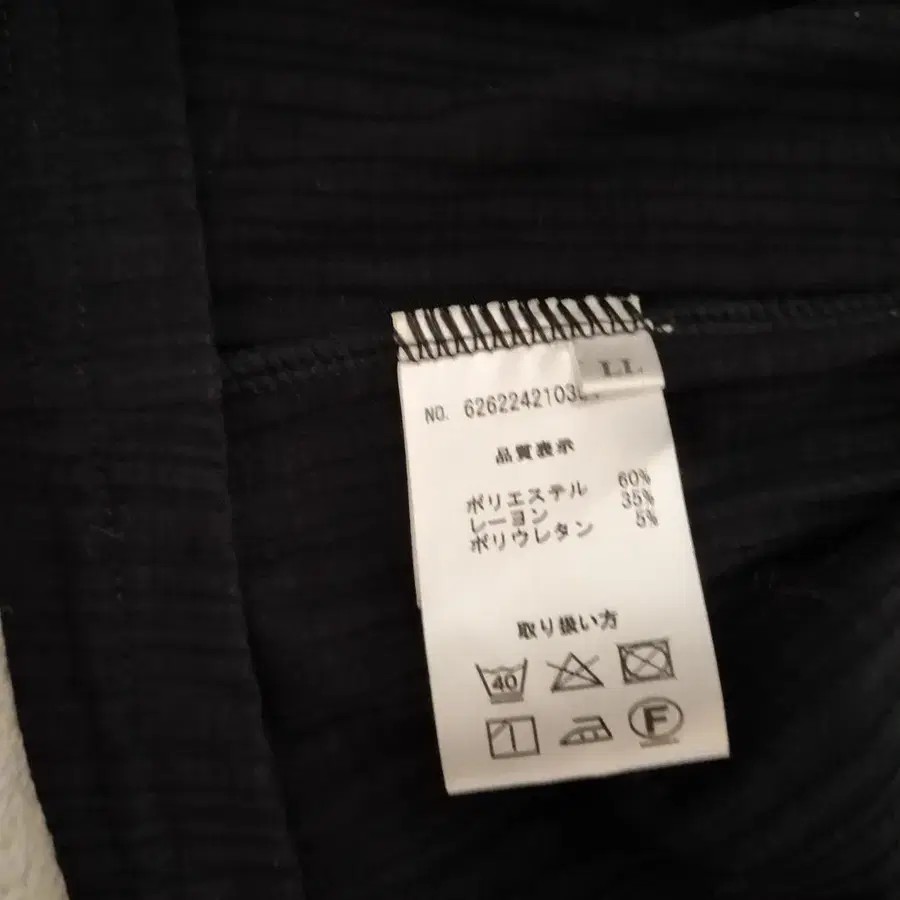 LL
NO.
品質表示
ポリエステル 60%
レーヨン 35%
ポリウレタン 5%
取り扱い方
40
F